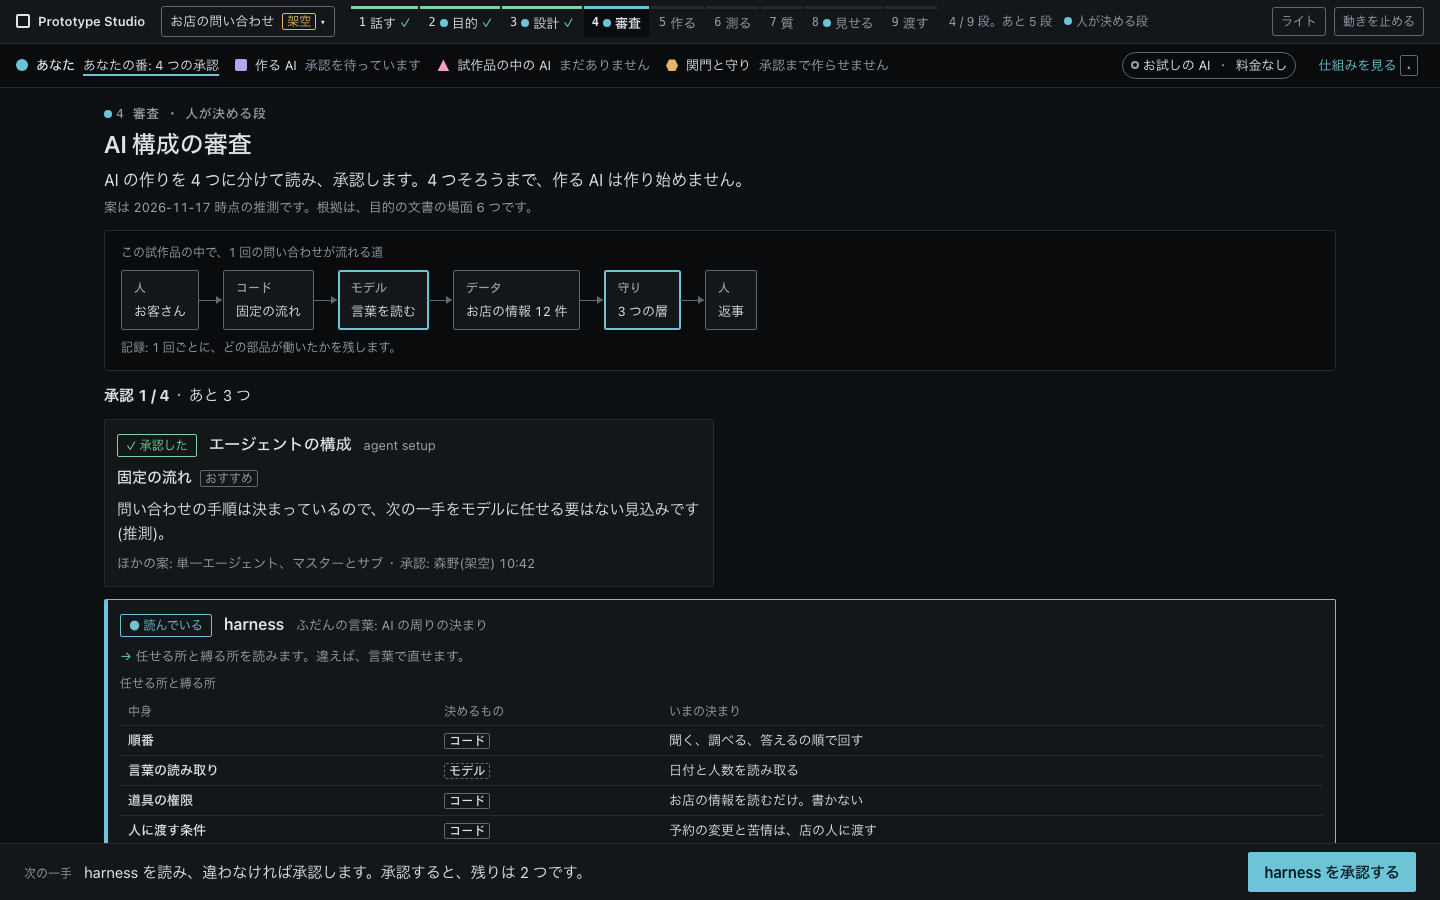 Prototype Studio
お店の問い合わせ 架空
1 話す ✓
2 目的 ✓
3 設計 ✓
4 審査
5 作る
6 測る
7 質
8 見せる
9 渡す
4 / 9 段。あと 5 段
人が決める段
ライト
動きを止める
あなた あなたの番: 4 つの承認
作る AI 承認を待っています
試作品の中の AI まだありません
関門と守り 承認まで作らせません
お試しの AI ・ 料金なし
仕組みを見る .
4 審査 ・ 人が決める段
AI 構成の審査
AI の作りを 4 つに分けて読み、承認します。4 つそろうまで、作る AI は作り始めません。
案は 2026-11-17 時点の推測です。根拠は、目的の文書の場面 6 つです。
この試作品の中で、1 回の問い合わせが流れる道
人
お客さん
コード
固定の流れ
モデル
言葉を読む
データ
お店の情報 12 件
守り
3 つの層
人
返事
記録: 1 回ごとに、どの部品が働いたかを残します。
承認 1 / 4 · あと 3 つ
✓ 承認した エージェントの構成 agent setup
固定の流れ おすすめ
問い合わせの手順は決まっているので、次の一手をモデルに任せる要はない見込みです
(推測)。
ほかの案: 単一エージェント、マスターとサブ · 承認: 森野(架空) 10:42
読んでいる harness ふだんの言葉: AI の周りの決まり
→ 任せる所と縛る所を読みます。違えば、言葉で直せます。
任せる所と縛る所
中身 決めるもの いまの決まり
順番 コード 聞く、調べる、答えるの順で回す
言葉の読み取り モデル 日付と人数を読み取る
道具の権限 コード お店の情報を読むだけ。書かない
人に渡す条件 コード 予約の変更と苦情は、店の人に渡す
次の一手 harness を読み、違わなければ承認します。承認すると、残りは 2 つです。
harness を承認する